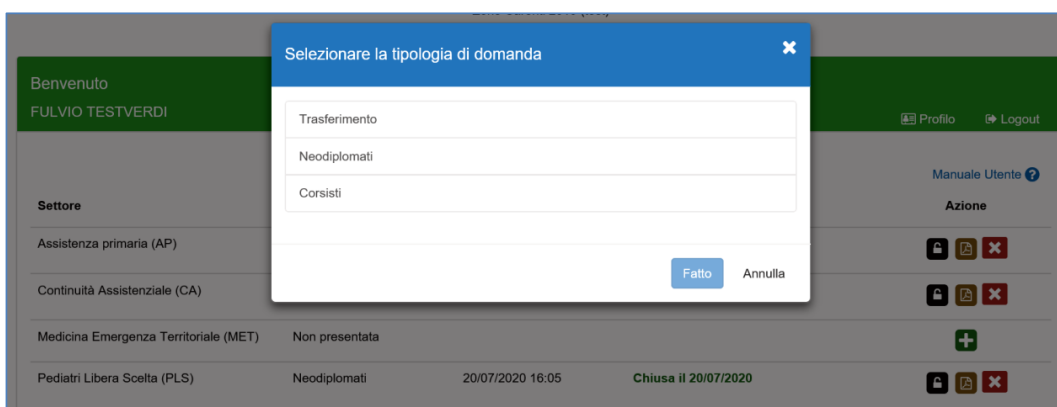 Selezionare la tipologia di domanda
Benvenuto
FULVIO TESTVERDI
Profilo Logout
Trasferimento
Neodiplomati
Corsisti
Manuale Utente
Settore Azione
Assistenza primaria (AP)
Fatto Annulla
Continuità Assistenziale (CA)
Medicina Emergenza Territoriale (MET) Non presentata
Pediatri Libera Scelta (PLS) Neodiplomati 20/07/2020 16:05 Chiusa il 20/07/2020